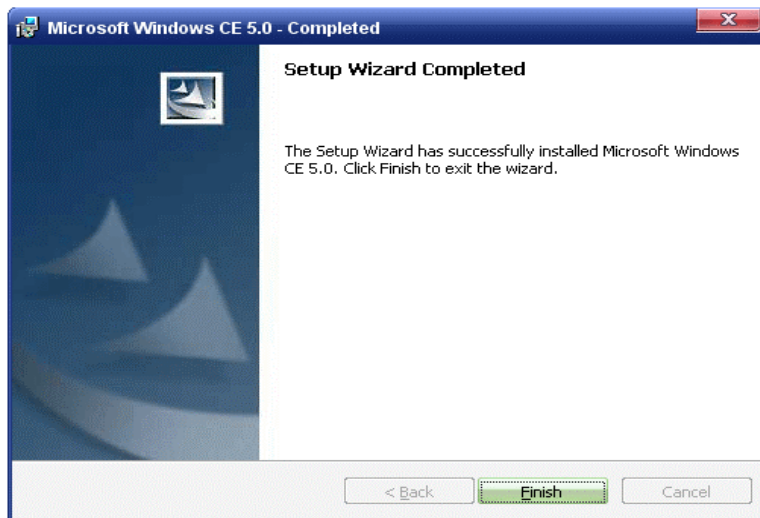 Microsoft Windows CE 5.0 - Completed
Setup Wizard Completed
The Setup Wizard has successfully installed Microsoft Windows
CE 5.0. Click Finish to exit the wizard.
< Back
Finish
Cancel